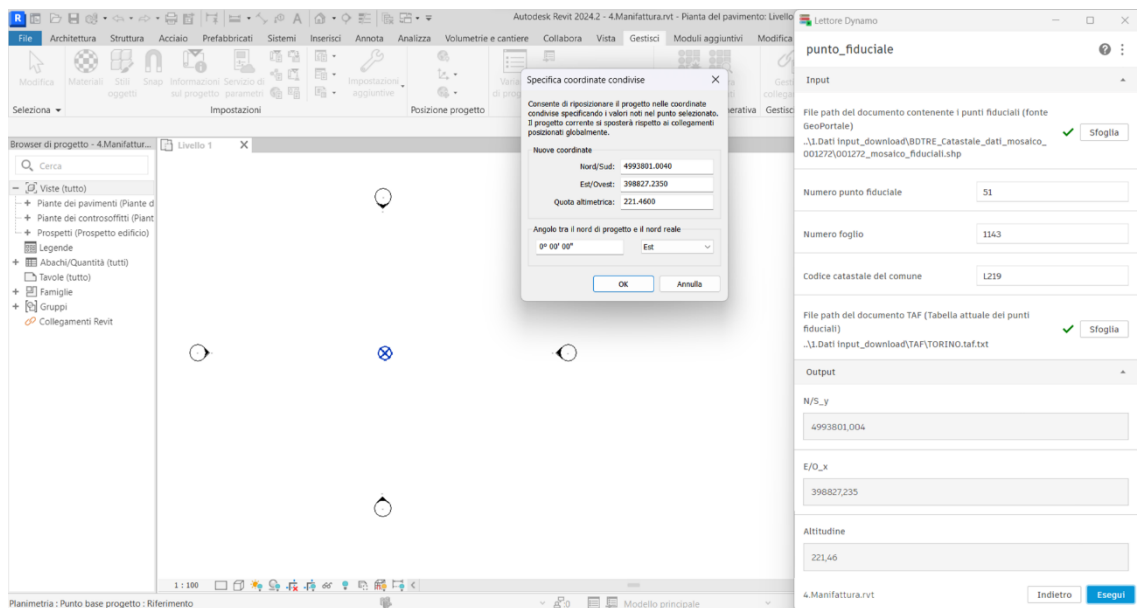 Autodesk Revit 2024.2 - 4.Manifattura.rvt - Pianta del pavimento: Livello
File Architettura Struttura Acciaio Prefabbricati Sistemi Inserisci Annota Analizza Volumetrie e cantiere Collabora Vista Gestisci Moduli aggiuntivi Modifica
Modifica
Materiali
Stili oggetti
Snap
Informazioni sul progetto
Servizio di parametri
Impostazioni aggiuntive
Seleziona
Impostazioni
Posizione progetto
Browser di progetto - 4.Manifattur...
Livello 1
Cerca
Viste (tutto)
Piante dei pavimenti (Piante d
Piante dei controsoffitti (Piant
Prospetti (Prospetto edificio)
Legende
Abachi/Quantità (tutti)
Tavole (tutto)
Famiglie
Gruppi
Collegamenti Revit
Specifica coordinate condivise
Consente di riposizionare il progetto nelle coordinate
condivise specificando i valori noti nel punto selezionato.
Il progetto corrente si sposterà rispetto ai collegamenti
posizionati globalmente.
Nuove coordinate
Nord/Sud: 4993801.0040
Est/Ovest: 398827.2350
Quota altimetrica: 221.4600
Angolo tra il nord di progetto e il nord reale
0° 00' 00" Est
OK Annulla
1 : 100
Planimetria : Punto base progetto : Riferimento
:0
Modello principale
Lettore Dynamo
punto_fiduciale
Input
File path del documento contenente i punti fiduciali (fonte
GeoPortale)
..\1.Dati input_download\BDTRE_Catastale_dati_mosaico_
001272\001272_mosaico_fiduciali.shp
Sfoglia
Numero punto fiduciale 51
Numero foglio 1143
Codice catastale del comune L219
File path del documento TAF (Tabella attuale dei punti
fiduciali)
..\1.Dati input_download\TAF\TORINO.taf.txt
Sfoglia
Output
N/S_y
4993801,004
E/O_x
398827,235
Altitudine
221,46
4.Manifattura.rvt Indietro Esegui